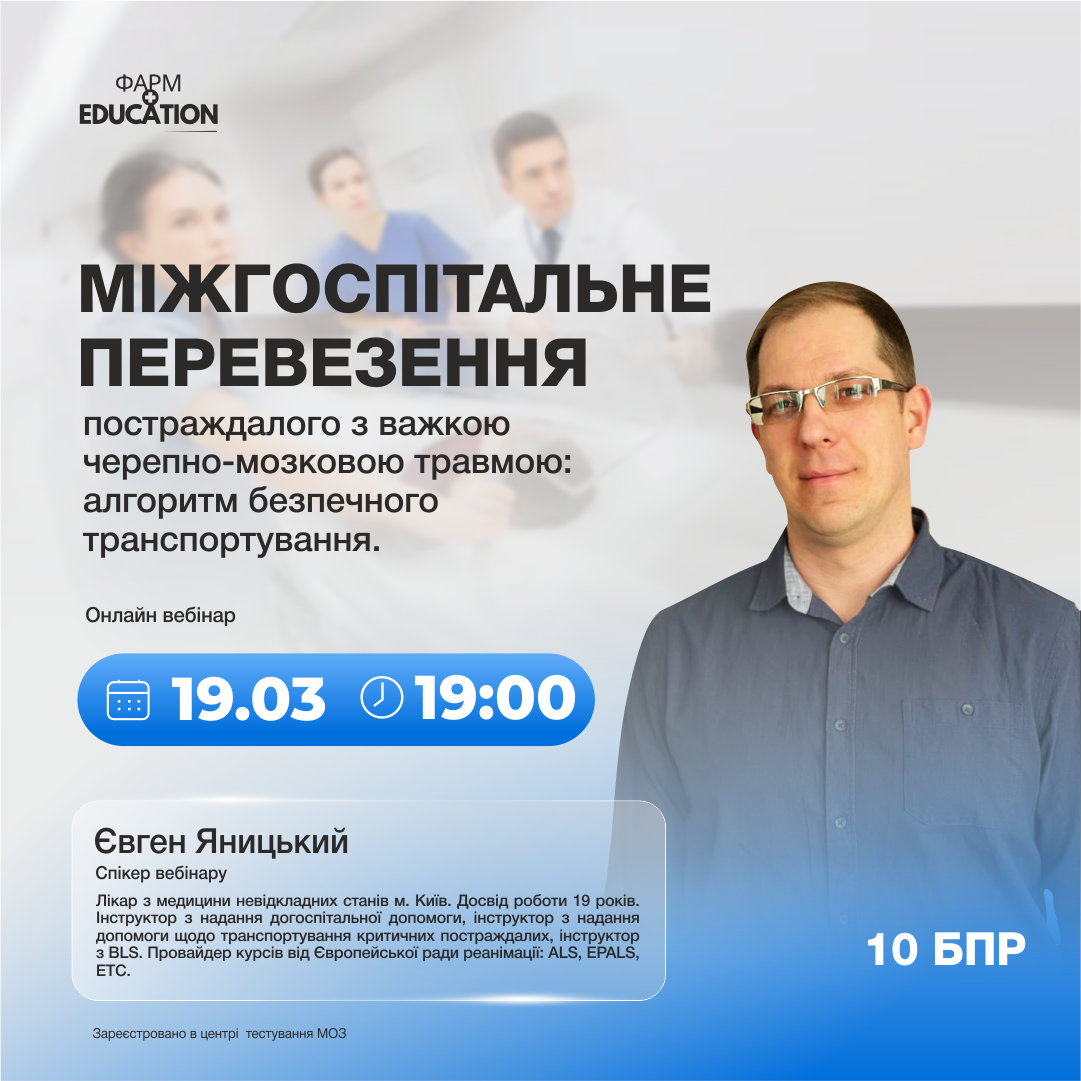 ФАРМ
EDUCATION
МІЖГОСПІТАЛЬНЕ
ПЕРЕВЕЗЕННЯ
постраждалого з важкою
черепно-мозковою травмою:
алгоритм безпечного
транспортування.
Онлайн вебінар
19.03 19:00
Євген Яницький
Спікер вебінару
Лікар з медицини невідкладних станів м. Київ. Досвід роботи 19 років.
Інструктор з надання догоспітальної допомоги, інструктор з надання
допомоги щодо транспортування критичних постраждалих, інструктор
з BLS. Провайдер курсів від Європейської ради реанімації: ALS, EPALS,
ETC.
10 БПР
Зареєстровано в центрі тестування МОЗ